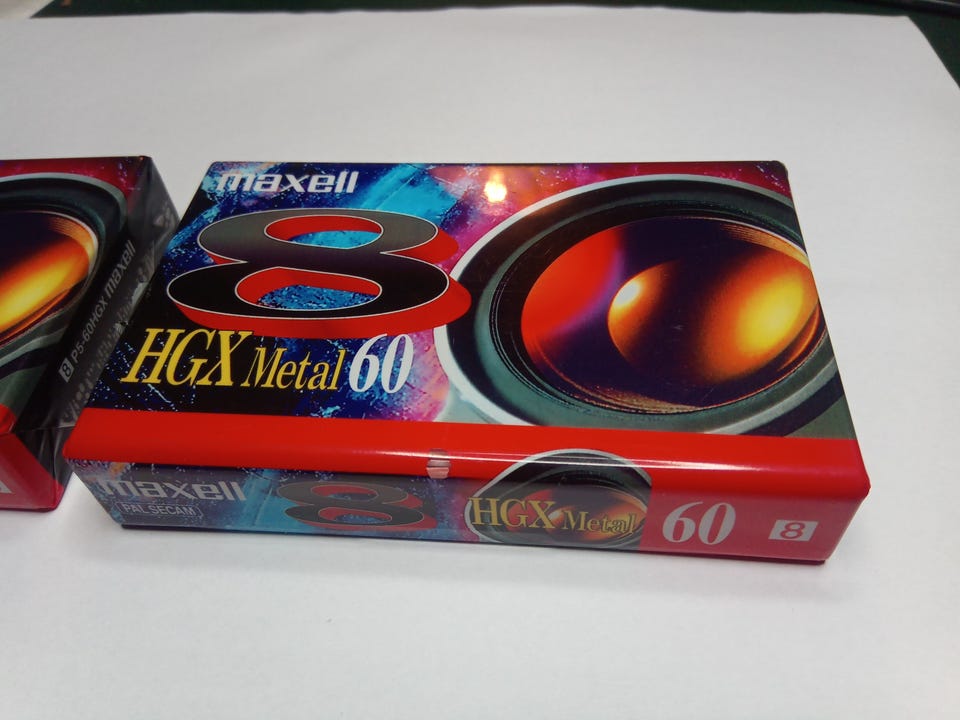 maxell
8
HGX Metal 60
maxell
PAL SECAM
8
HGX Metal
60
8
8 P5-60HGX maxell